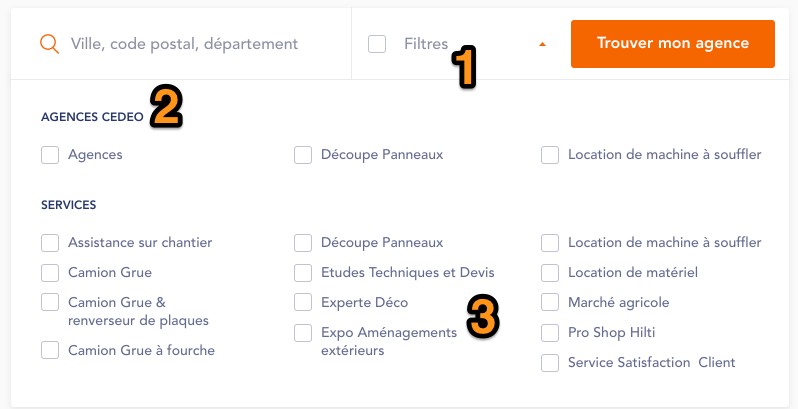 Ville, code postal, département
Filtres
Trouver mon agence
1
AGENCES CEDEO
2
Agences
Découpe Panneaux
Location de machine à souffler
SERVICES
Assistance sur chantier
Découpe Panneaux
Location de machine à souffler
Camion Grue
Etudes Techniques et Devis
Location de matériel
Camion Grue &
renverseur de plaques
Experte Déco
3
Marché agricole
Camion Grue à fourche
Expo Aménagements
extérieurs
Pro Shop Hilti
Service Satisfaction  Client